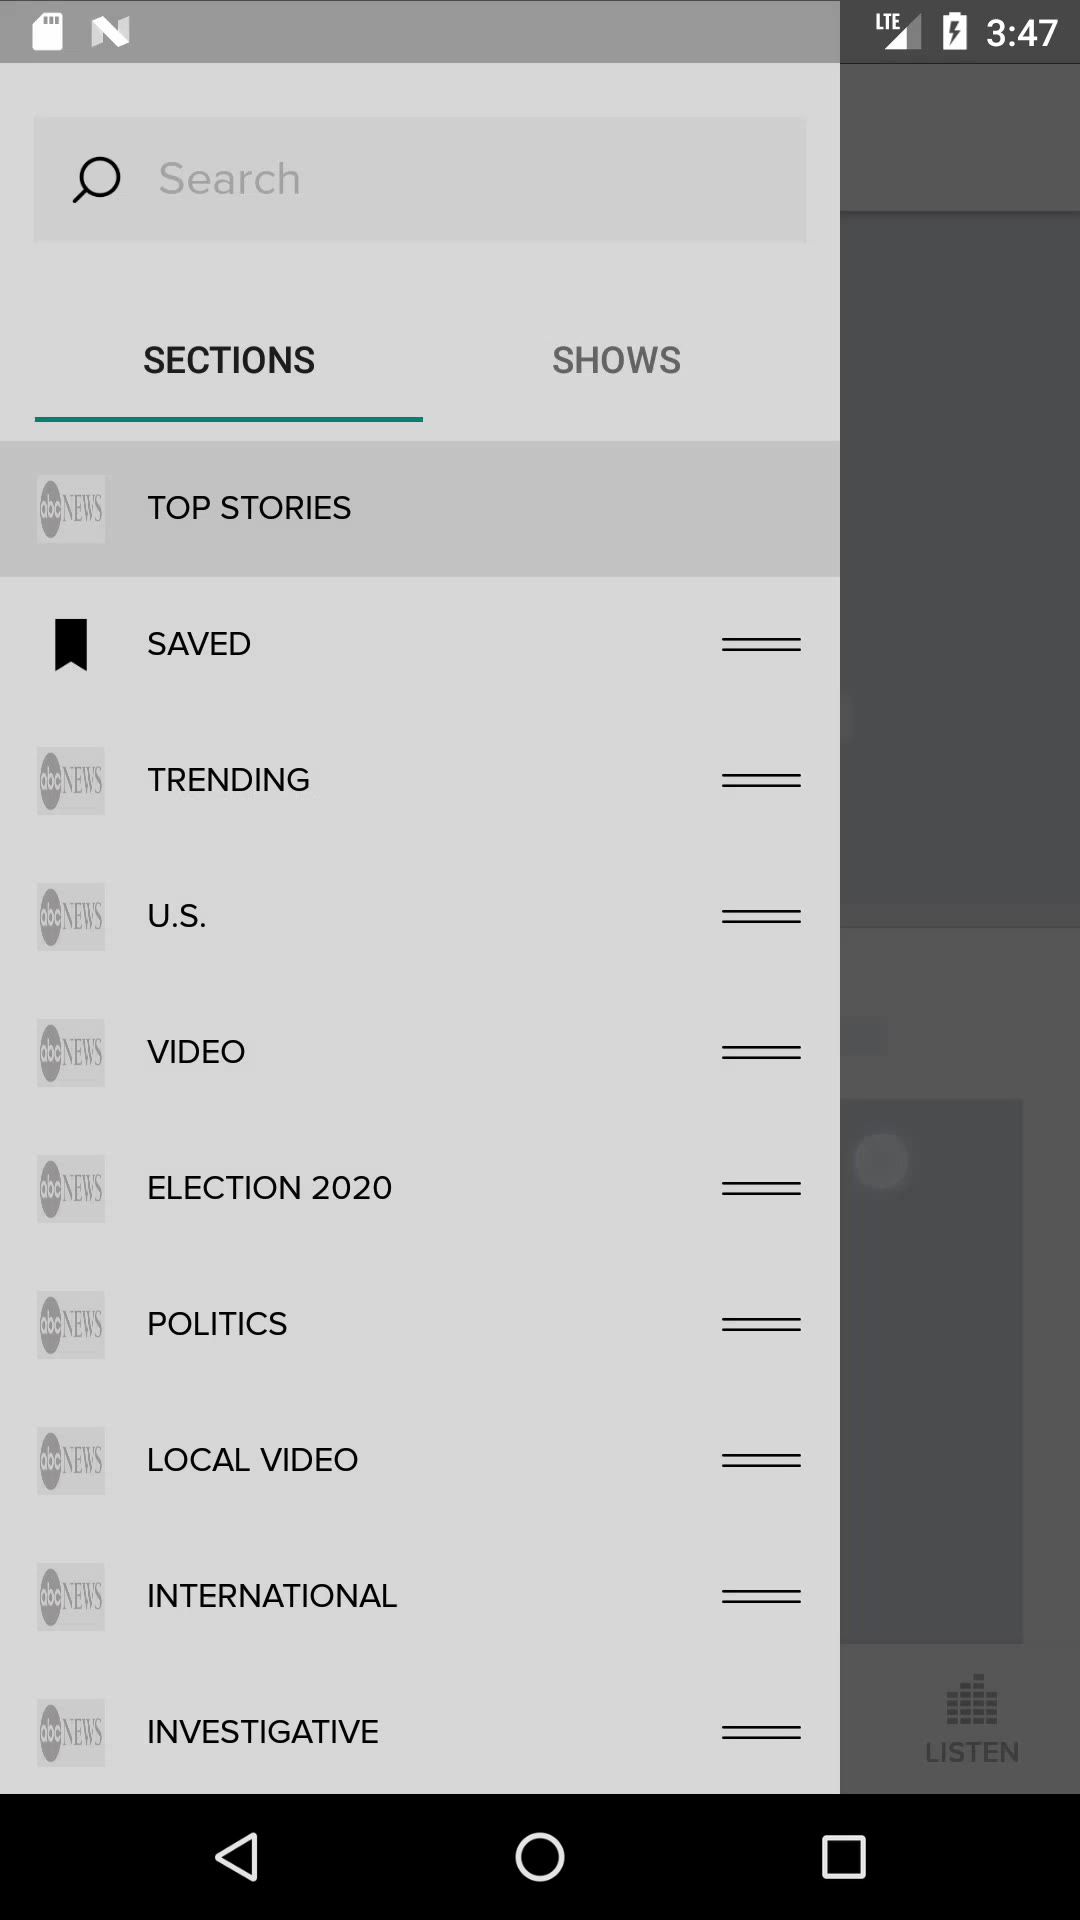 LTE 3:47
Search
SECTIONS SHOWS
abc NEWS TOP STORIES
SAVED
abc NEWS TRENDING
abc NEWS U.S.
abc NEWS VIDEO
abc NEWS ELECTION 2020
abc NEWS POLITICS
abc NEWS LOCAL VIDEO
abc NEWS INTERNATIONAL
abc NEWS INVESTIGATIVE
LISTEN